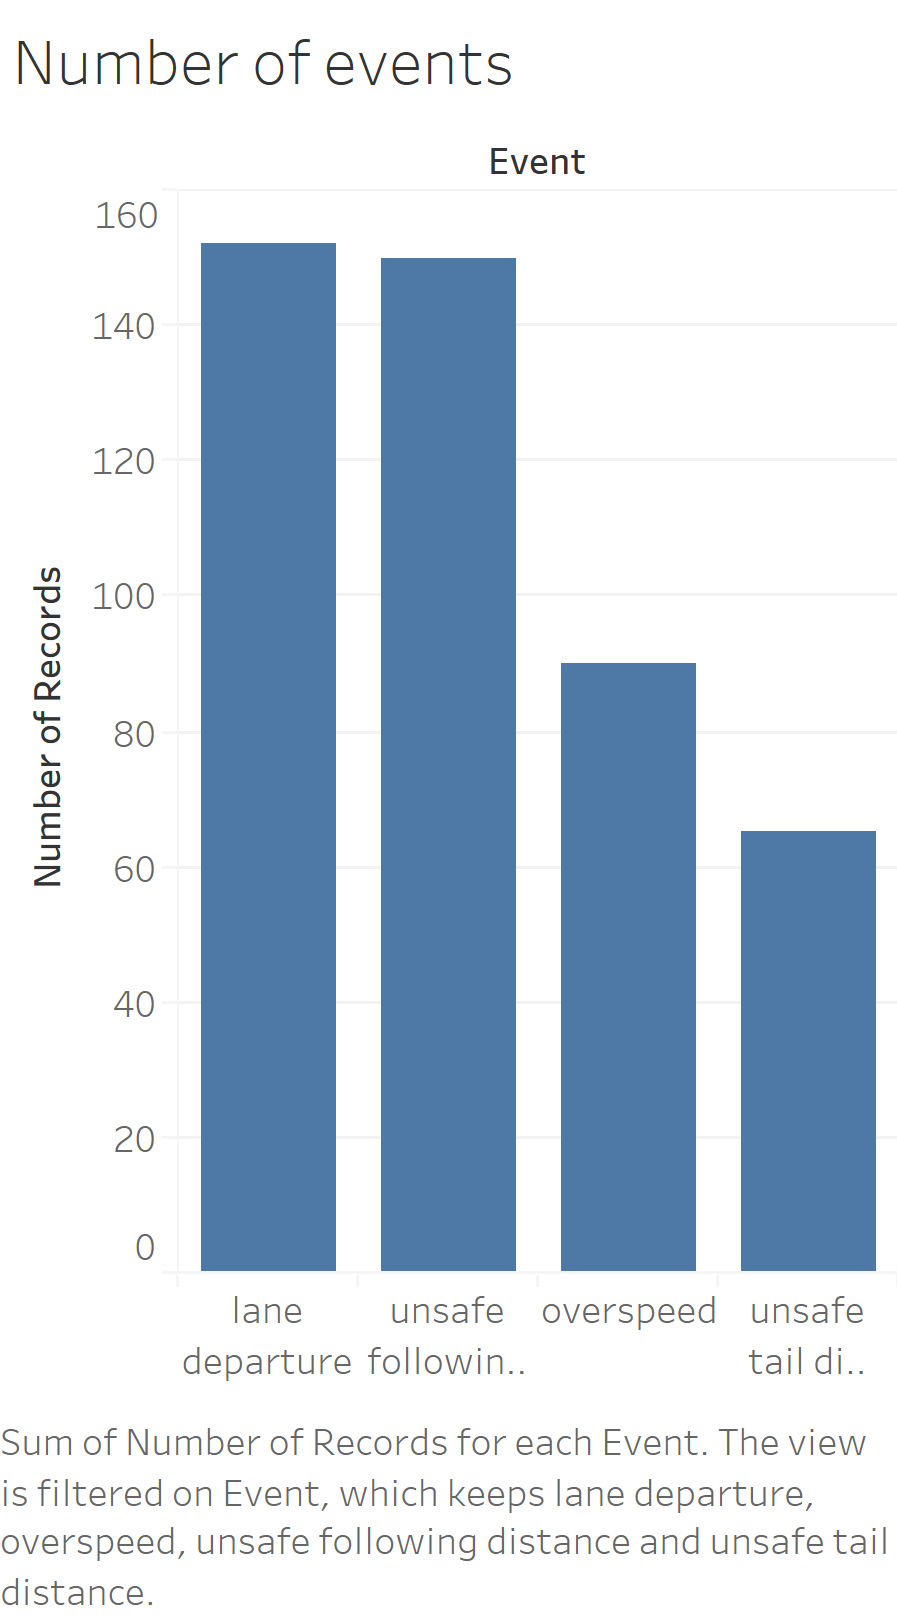 Number of events
Event
160
140
120
100
80
60
40
20
0
Number of Records
lane departure
unsafe followin..
overspeed
unsafe tail di..
Sum of Number of Records for each Event. The view
is filtered on Event, which keeps lane departure,
overspeed, unsafe following distance and unsafe tail
distance.